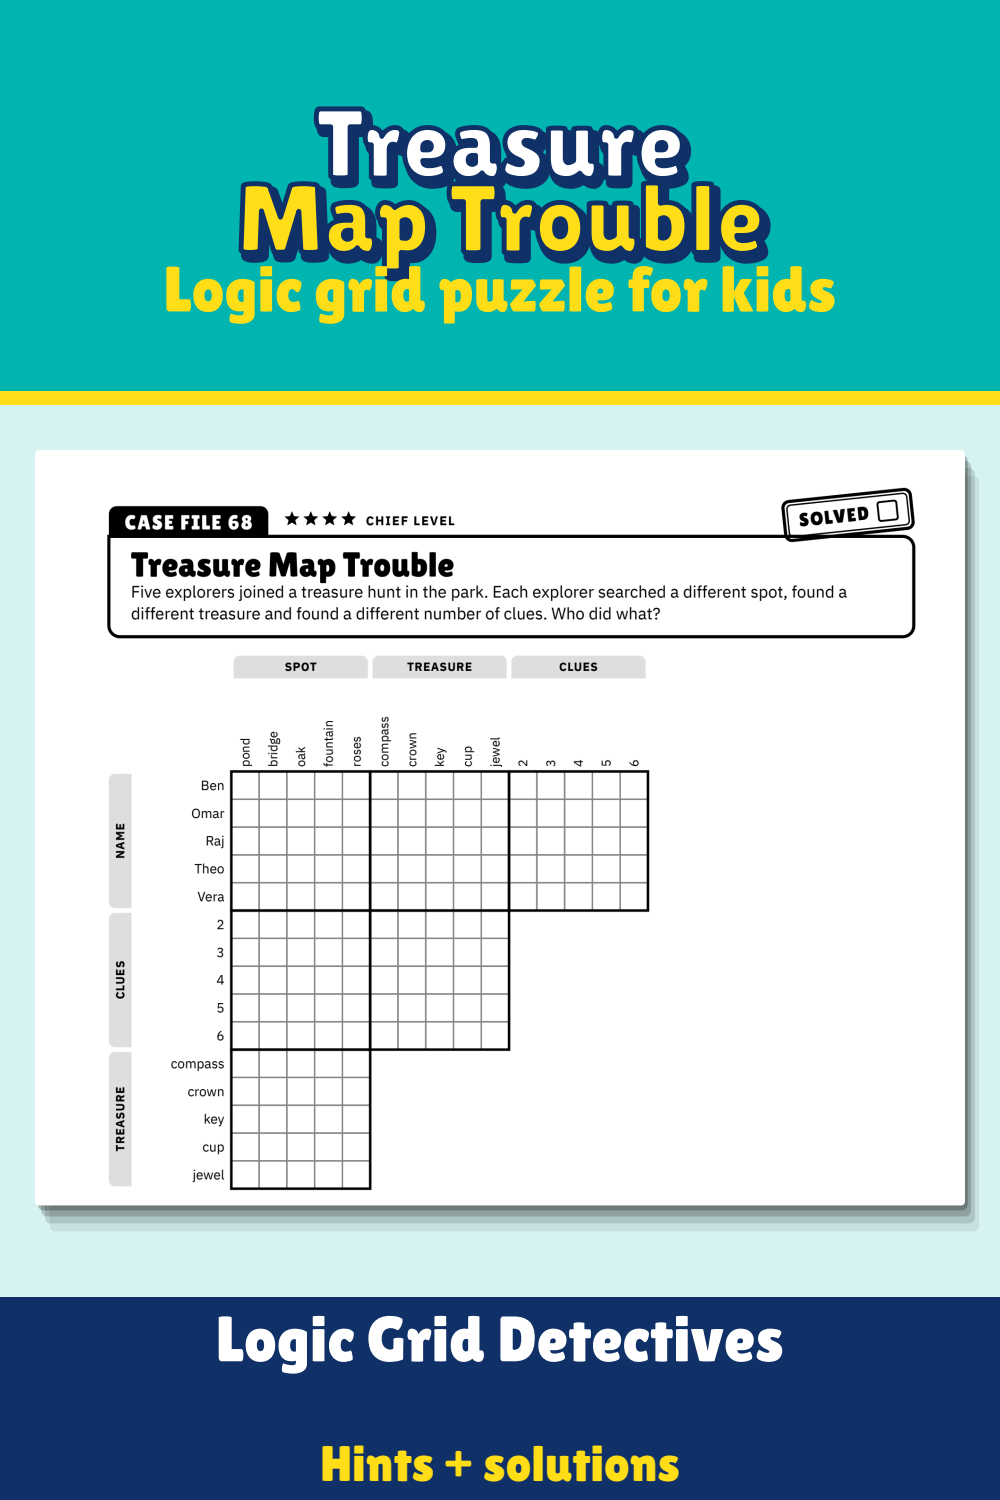 Treasure
Map Trouble
Logic grid puzzle for kids
CASE FILE 68
★★★★ CHIEF LEVEL
SOLVED
Treasure Map Trouble
Five explorers joined a treasure hunt in the park. Each explorer searched a different spot, found a
different treasure and found a different number of clues. Who did what?
SPOT TREASURE CLUES
pond bridge oak fountain roses compass crown key cup jewel 2 3 4 5 6
NAME
Ben
Omar
Raj
Theo
Vera
CLUES
2
3
4
5
6
TREASURE
compass
crown
key
cup
jewel
Logic Grid Detectives
Hints + solutions